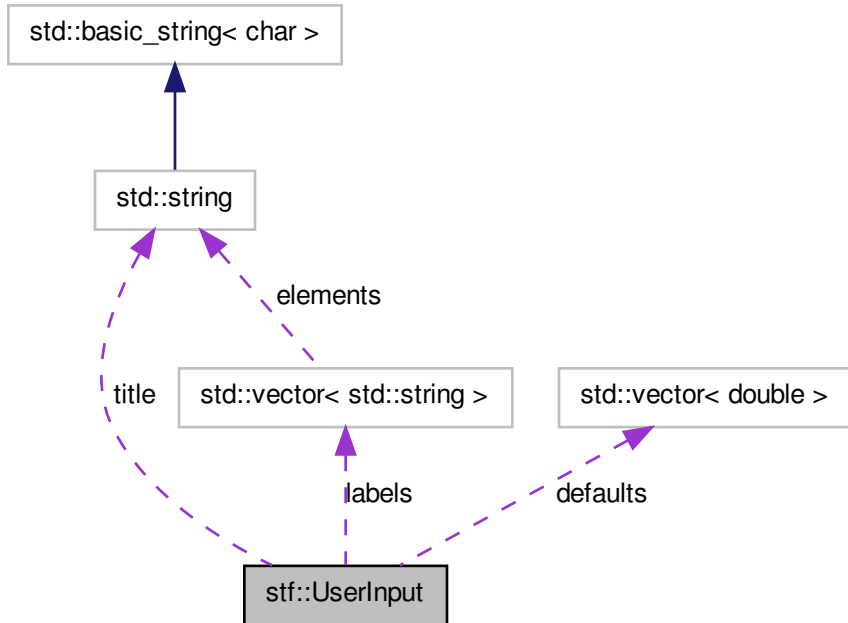 std::basic_string< char >
std::string
elements
title
std::vector< std::string >
std::vector< double >
labels
defaults
stf::UserInput